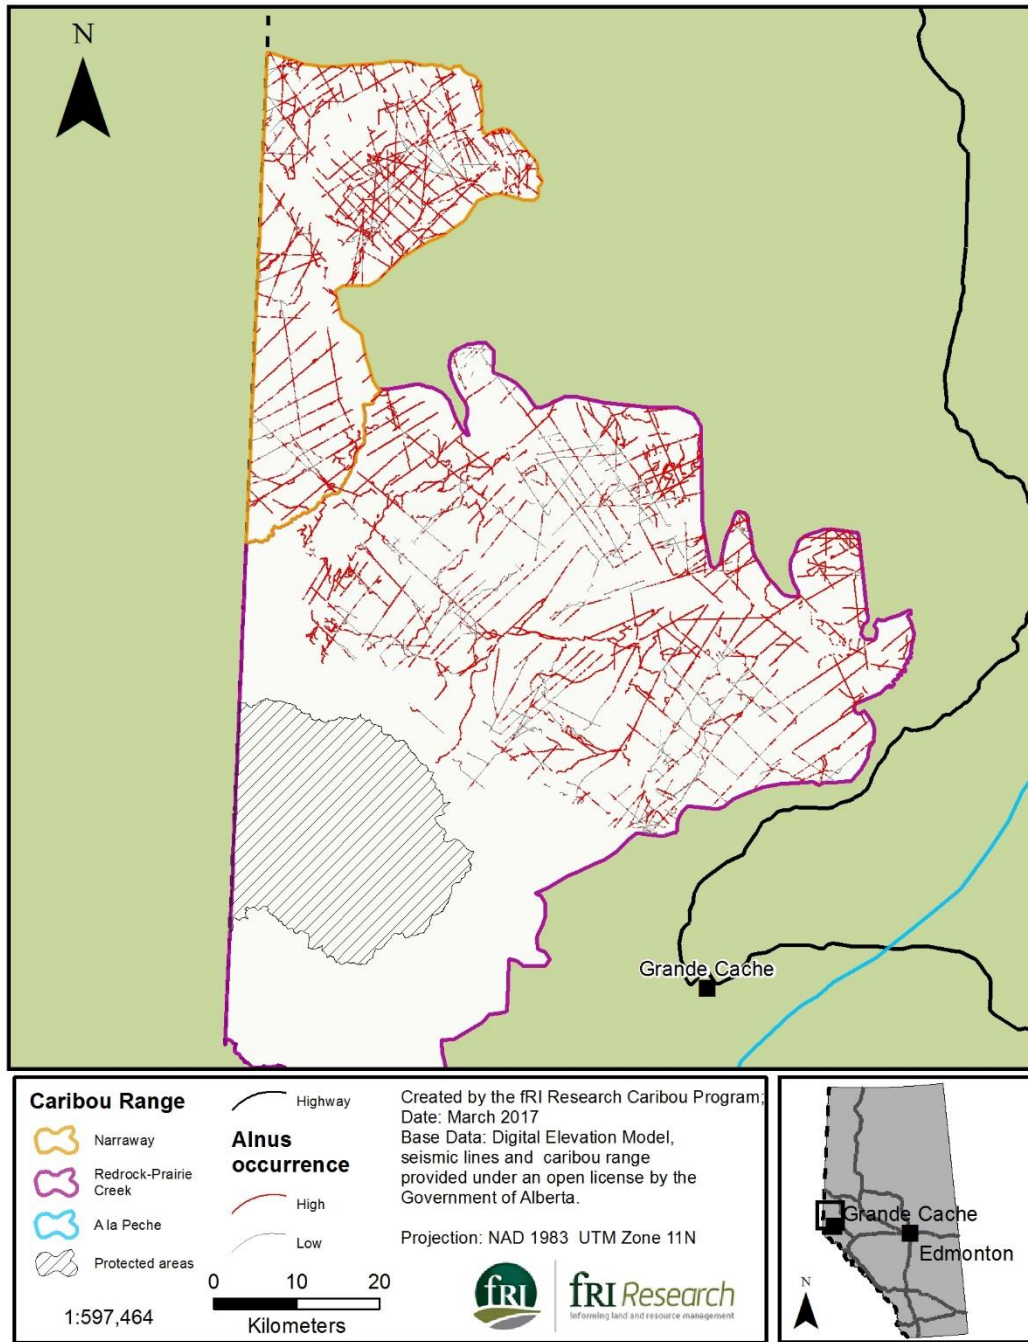 N
Grande Cache
Caribou Range
Narraway
Redrock-Prairie
Creek
A la Peche
Protected areas
1:597,464
Highway
Alnus
occurrence
High
Low
0 10 20
Kilometers
Created by the fRI Research Caribou Program;
Date: March 2017
Base Data: Digital Elevation Model,
seismic lines and caribou range
provided under an open license by the
Government of Alberta.
Projection: NAD 1983 UTM Zone 11N
fRI
fRI Research
Informing land and resource management
Grande Cache
Edmonton
N